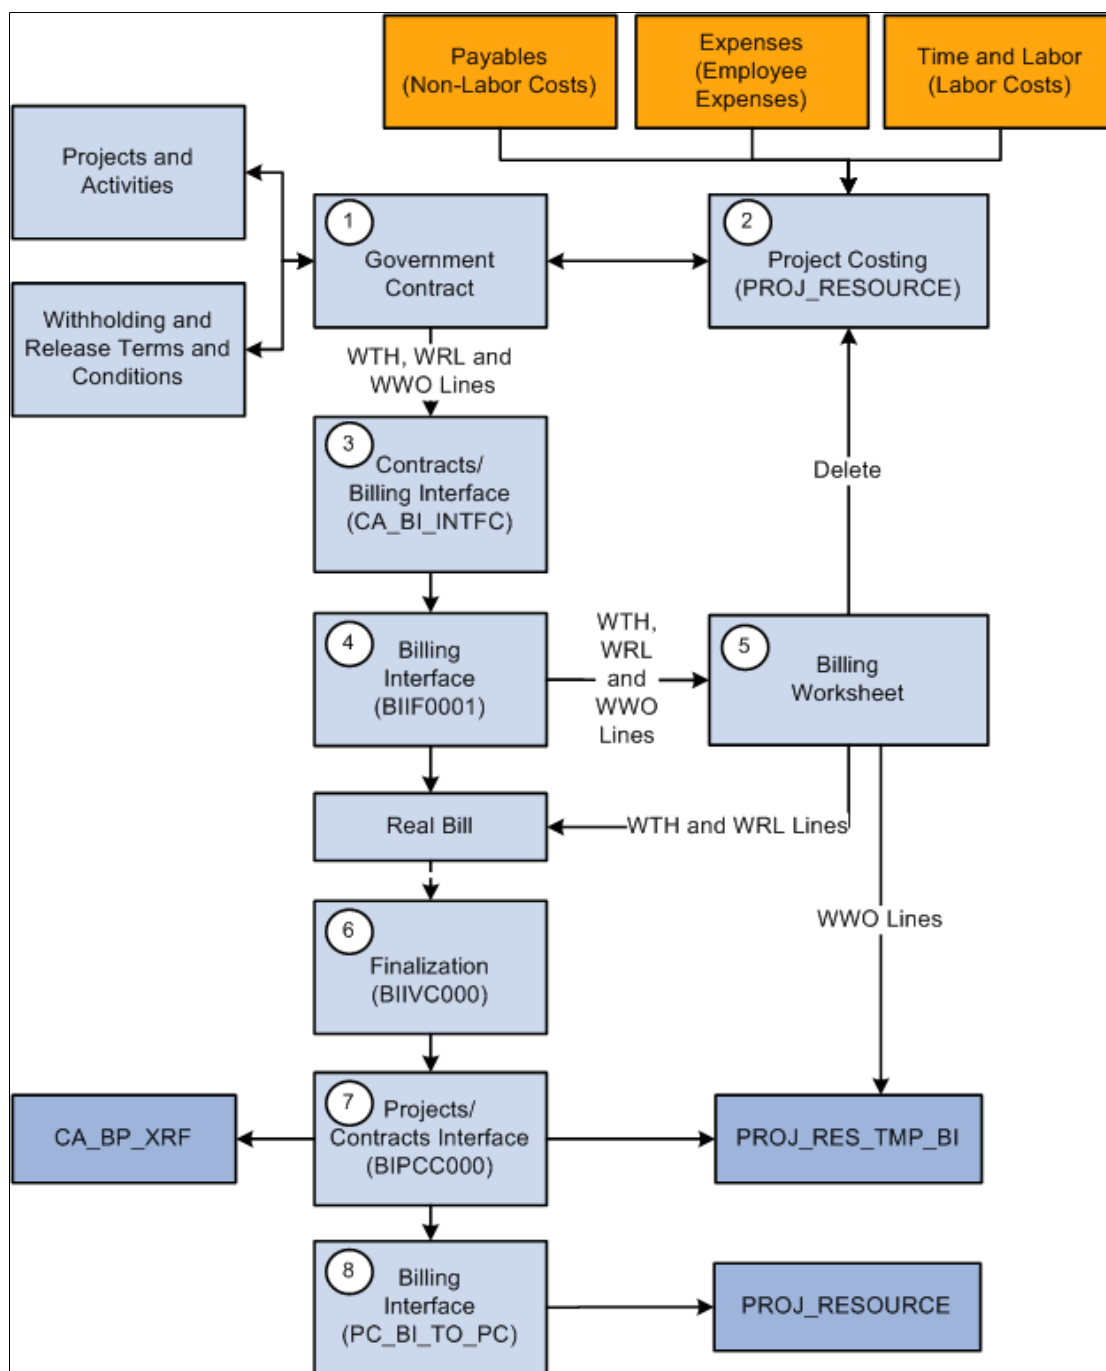 Payables
(Non-Labor Costs)
Expenses
(Employee
Expenses)
Time and Labor
(Labor Costs)
Projects and
Activities
1
Government
Contract
2
Project Costing
(PROJ_RESOURCE)
Withholding and
Release Terms and
Conditions
WTH, WRL and
WWO Lines
3
Contracts/
Billing Interface
(CA_BI_INTFC)
Delete
4
Billing
Interface
(BIIF0001)
WTH,
WRL
and
WWO
Lines
5
Billing
Worksheet
Real Bill
WTH and WRL Lines
6
Finalization
(BIIVC000)
WWO Lines
7
Projects/
Contracts Interface
(BIPCC000)
CA_BP_XRF
PROJ_RES_TMP_BI
8
Billing
Interface
(PC_BI_TO_PC)
PROJ_RESOURCE